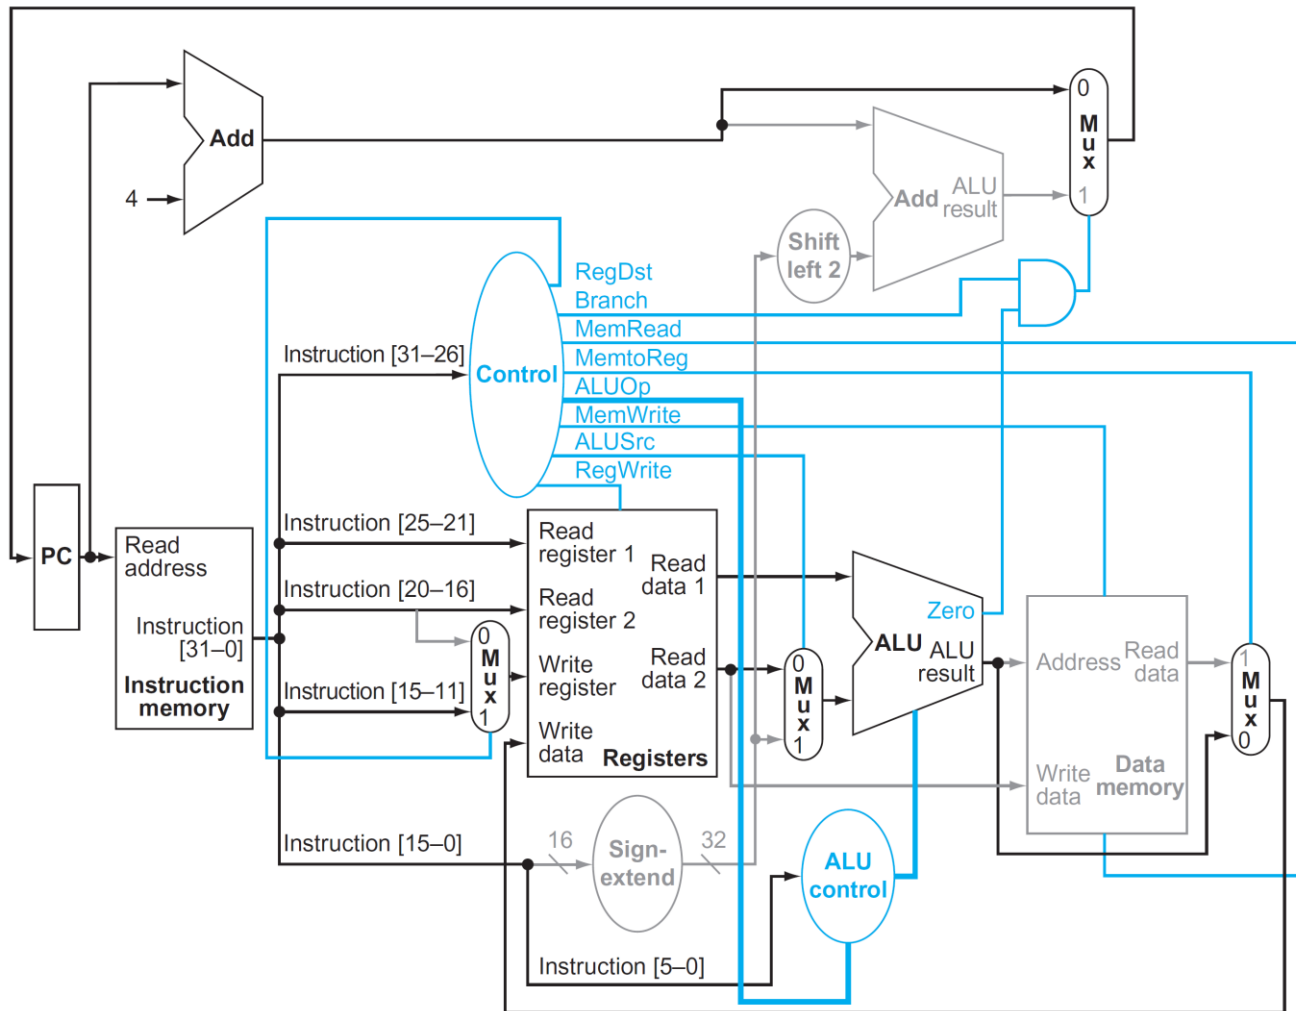 0
M
u
x
1
Add
4
Add
ALU
result
Shift
left 2
RegDst
Branch
MemRead
MemtoReg
ALUOp
MemWrite
ALUSrc
RegWrite
Instruction [31–26]
Control
Instruction [25–21]
Instruction [20–16]
Instruction [15–11]
Instruction [15–0]
Instruction [5–0]
PC
Read
address
Instruction
[31–0]
Instruction
memory
0
M
u
x
1
Read
register 1
Read
register 2
Write
register
Write
data
Read
data 1
Read
data 2
Registers
0
M
u
x
1
Zero
ALU
ALU
result
Address
Read
data
Write
data
Data
memory
1
M
u
x
0
16
Sign-
extend
32
ALU
control